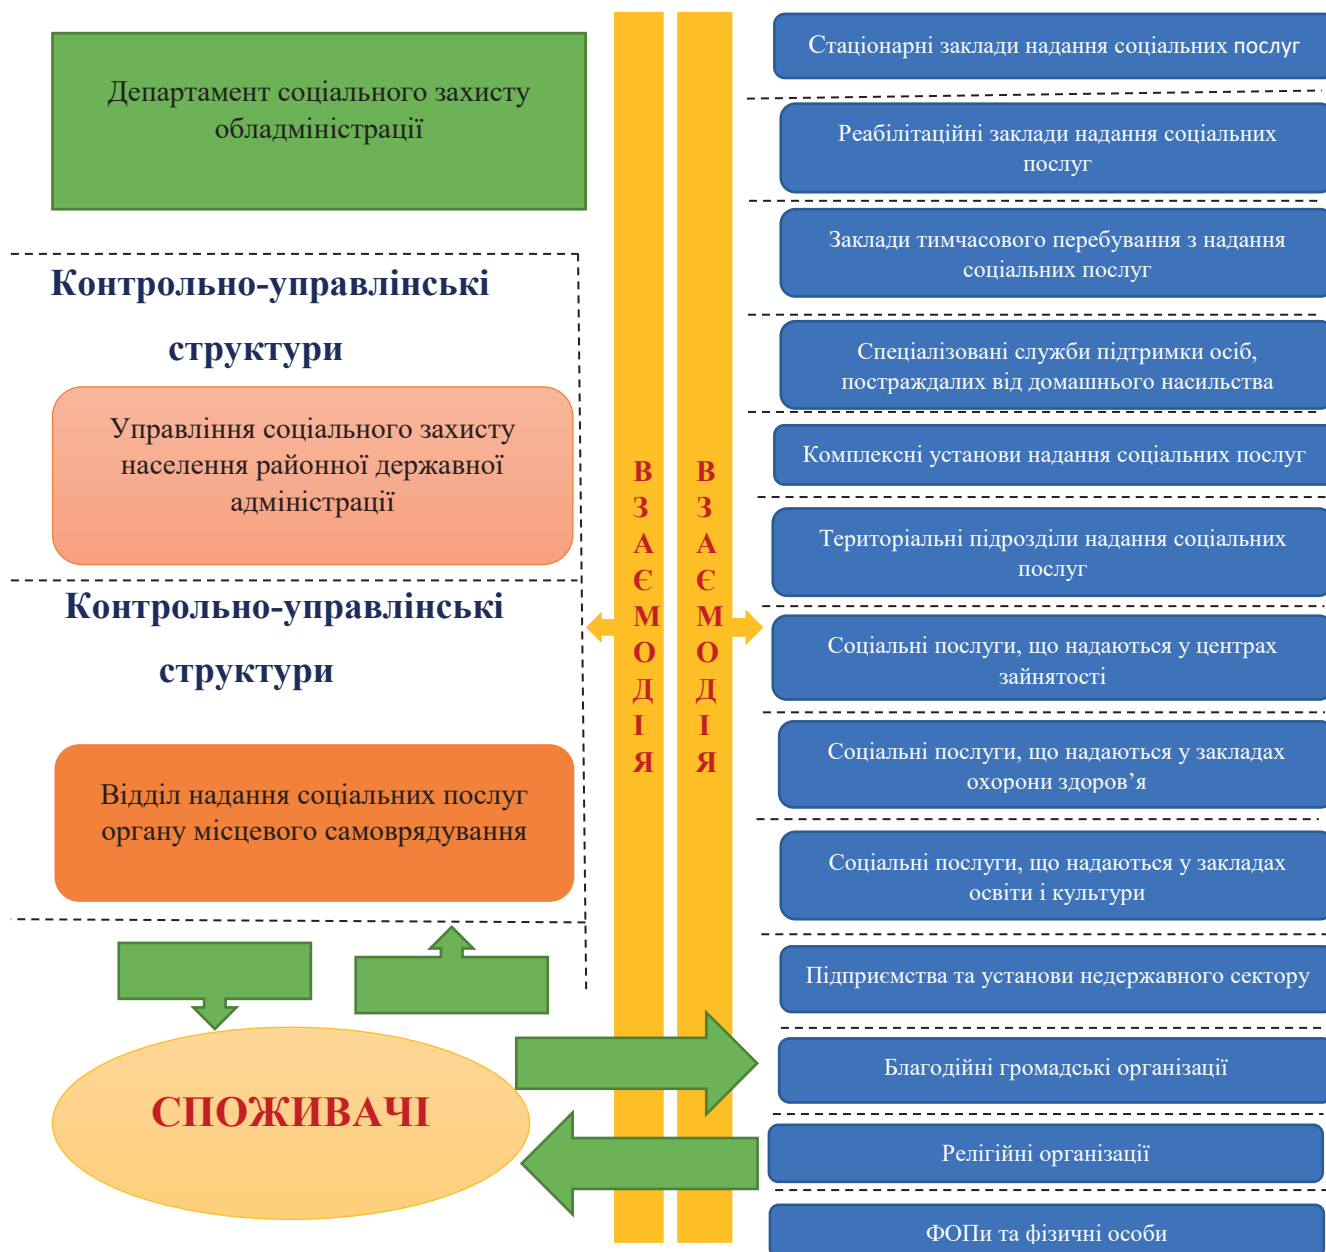 Департамент соціального захисту
обладміністрації
Контрольно-управлінські
структури
Управління соціального захисту
населення районної державної
адміністрації
Контрольно-управлінські
структури
Відділ надання соціальних послуг
органу місцевого самоврядування
СПОЖИВАЧІ
В
З
А
Є
М
О
Д
І
Я
В
З
А
Є
М
О
Д
І
Я
Стаціонарні заклади надання соціальних послуг
Реабілітаційні заклади надання соціальних
послуг
Заклади тимчасового перебування з надання
соціальних послуг
Спеціалізовані служби підтримки осіб,
постраждалих від домашнього насильства
Комплексні установи надання соціальних послуг
Територіальні підрозділи надання соціальних
послуг
Соціальні послуги, що надаються у центрах
зайнятості
Соціальні послуги, що надаються у закладах
охорони здоров’я
Соціальні послуги, що надаються у закладах
освіти і культури
Підприємства та установи недержавного сектору
Благодійні громадські організації
Релігійні організації
ФОПи та фізичні особи